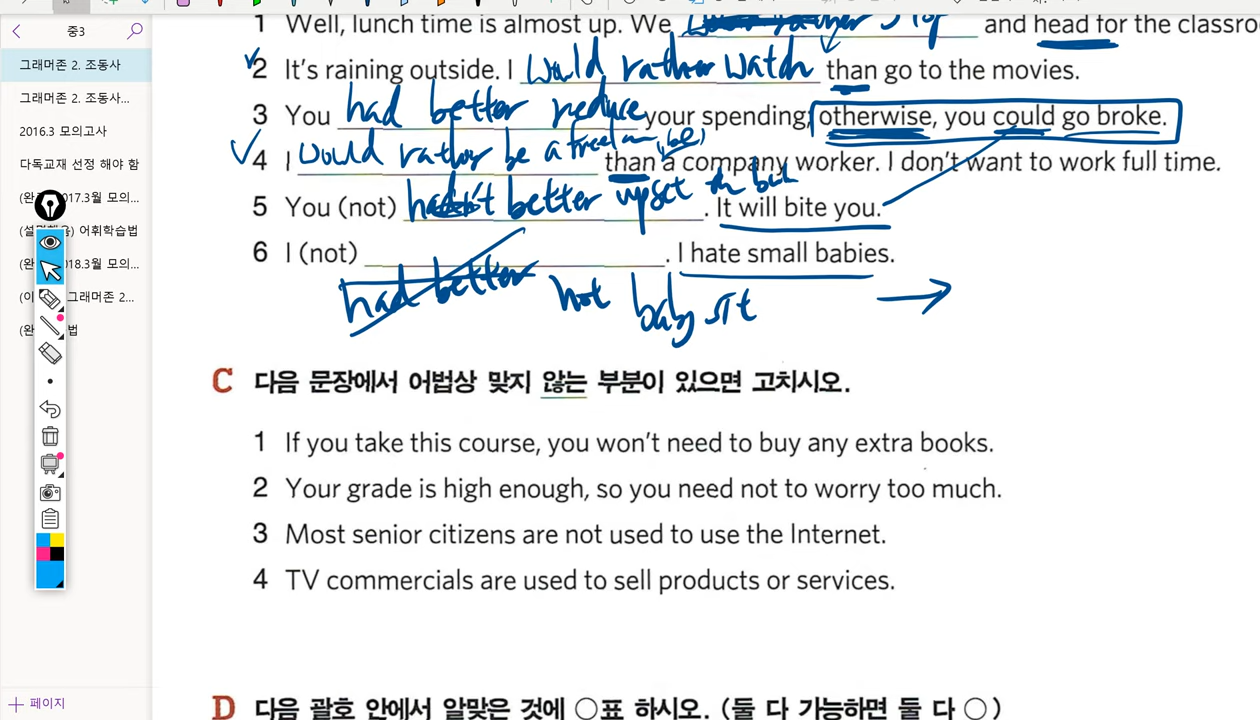 중3
그래머존 2. 조동사
그래머존 2. 조동사...
2016.3 모의고사
다독교재 선정 해야 함
2017.3월 모의...
어휘학습법
2018.3월 모의...
그래머존 2...
페이지
1 Well, lunch time is almost up. We would rather stop and head for the classro
2 It's raining outside. I would rather watch than go to the movies.
3 You had better reduce your spending; otherwise, you could go broke.
4 I would rather be a than a company worker. I don't want to work full time.
(be)
5 You (not) better upset. It will bite you.
6 I (not) . I hate small babies.
had better not baby sit
C 다음 문장에서 어법상 맞지 않는 부분이 있으면 고치시오.
1 If you take this course, you won't need to buy any extra books.
2 Your grade is high enough, so you need not to worry too much.
3 Most senior citizens are not used to use the Internet.
4 TV commercials are used to sell products or services.
D 다음 괄호 안에서 알맞은 것에 ○표 하시오. (둘 다 가능하면 둘 다 ○)